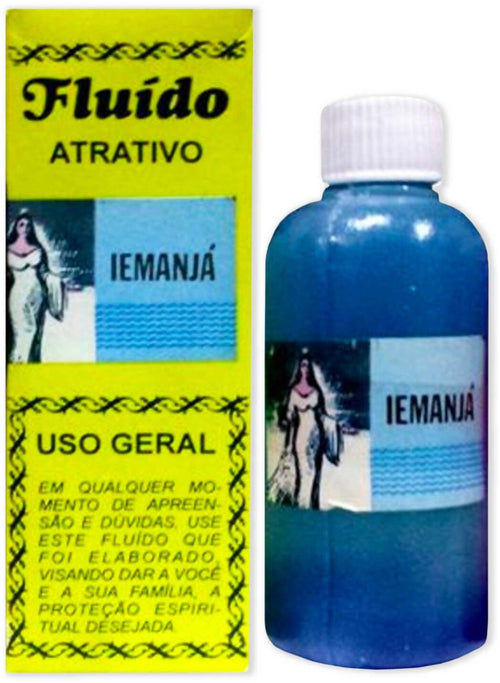 Fluído
ATRATIVO
IEMANJÁ
USO GERAL
EM QUALQUER MO-
MENTO DE APREEN-
SÃO E DÚVIDAS, USE
ESTE FLUÍDO QUE
FOI ELABORADO,
VISANDO DAR A VOCÊ
E A SUA FAMÍLIA, A
PROTEÇÃO ESPIRI-
TUAL DESEJADA.
IEMANJÁ